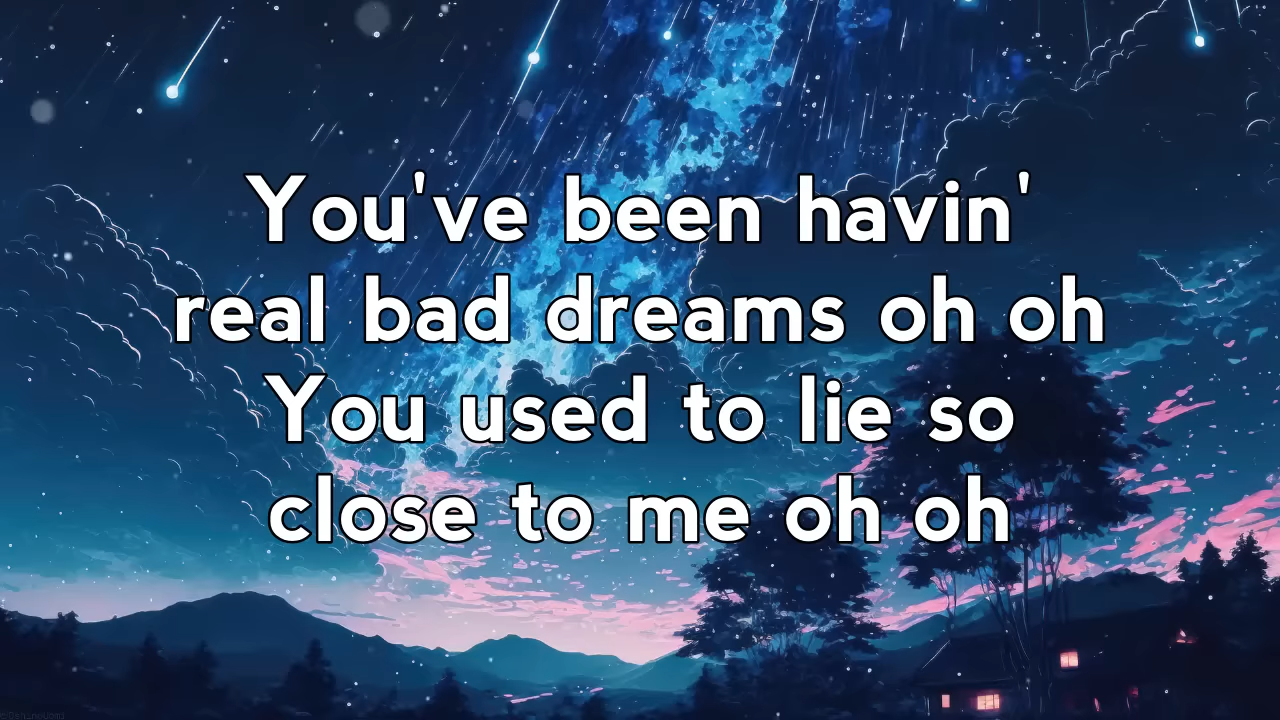 You've been havin'
real bad dreams oh oh
You used to lie so
close to me oh oh